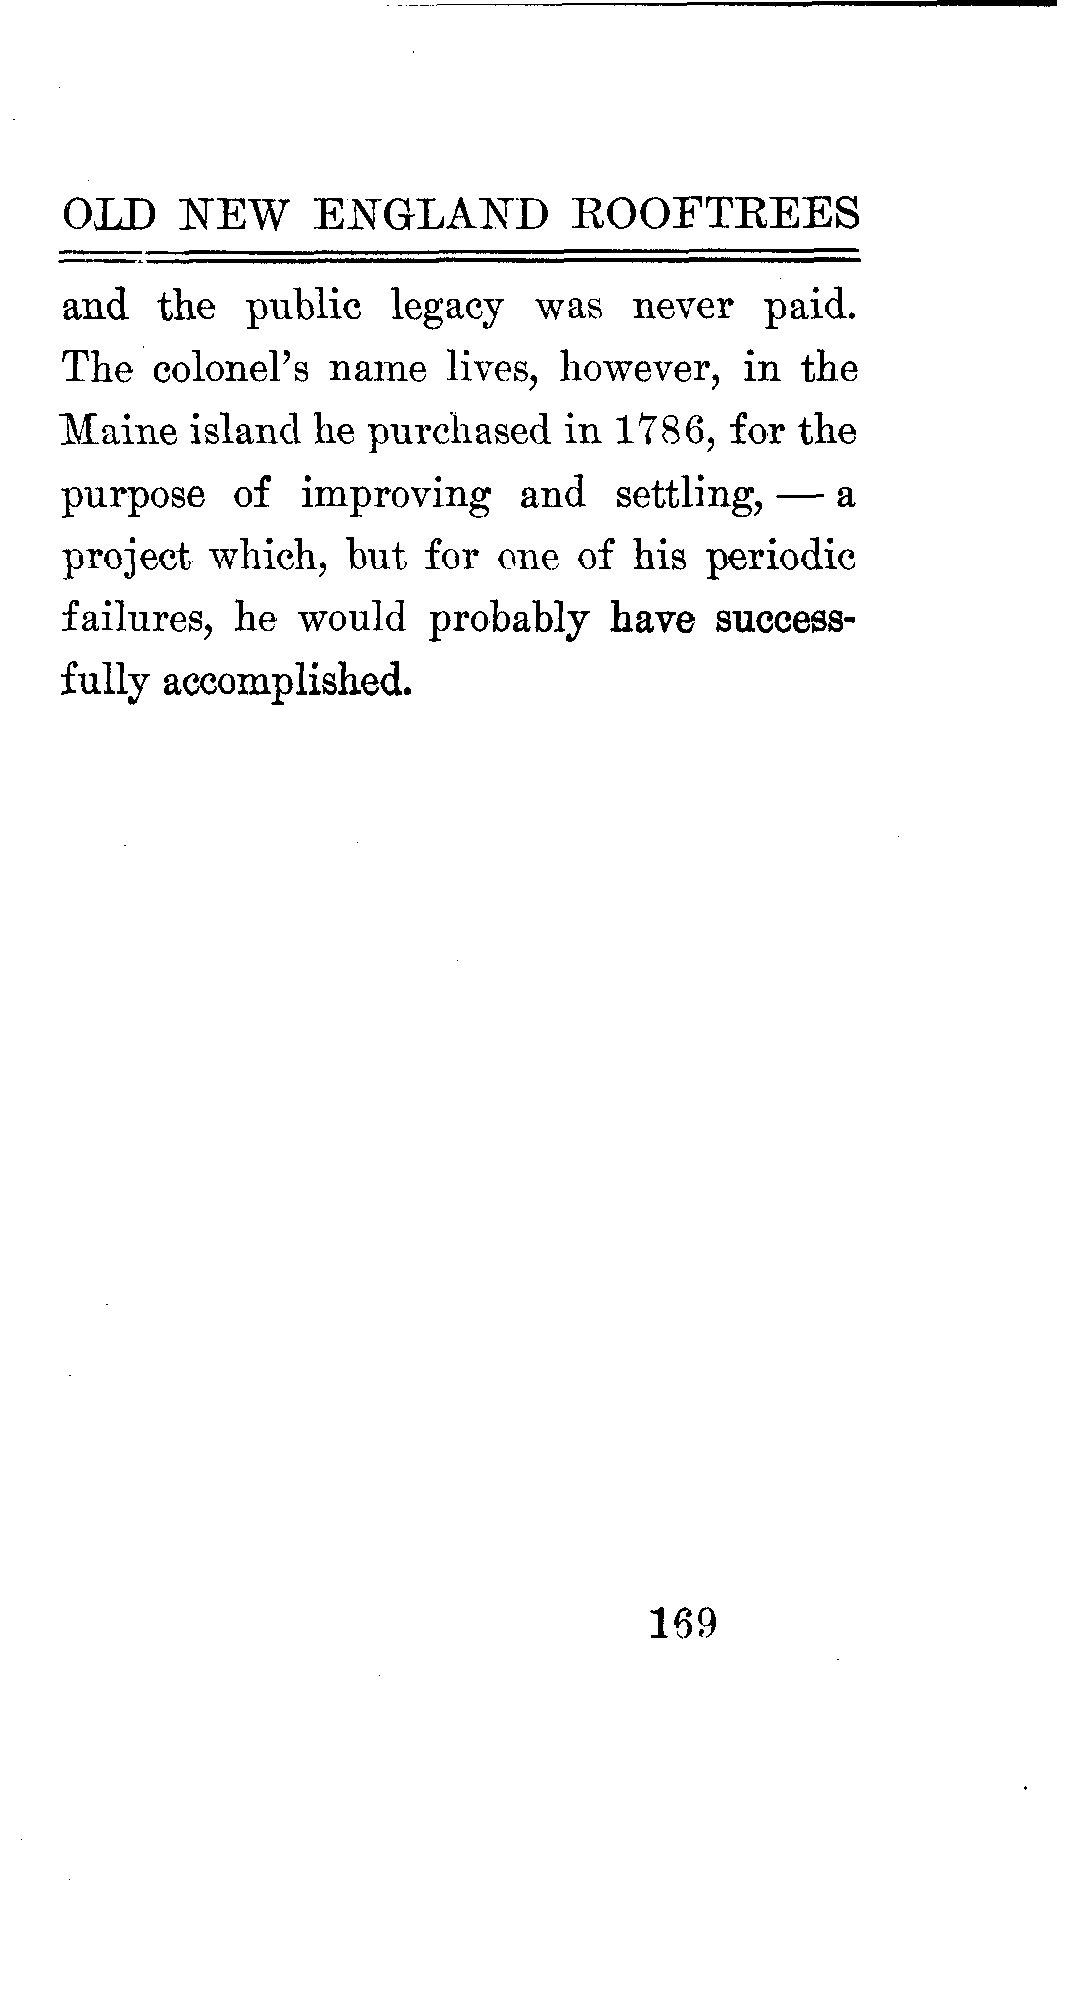 OLD NEW ENGLAND ROOFTREES
and the public legacy was never paid.
The colonel's name lives, however, in the
Maine island he purchased in 1786, for the
purpose of improving and settling, — a
project which, but for one of his periodic
failures, he would probably have success-
fully accomplished.
169